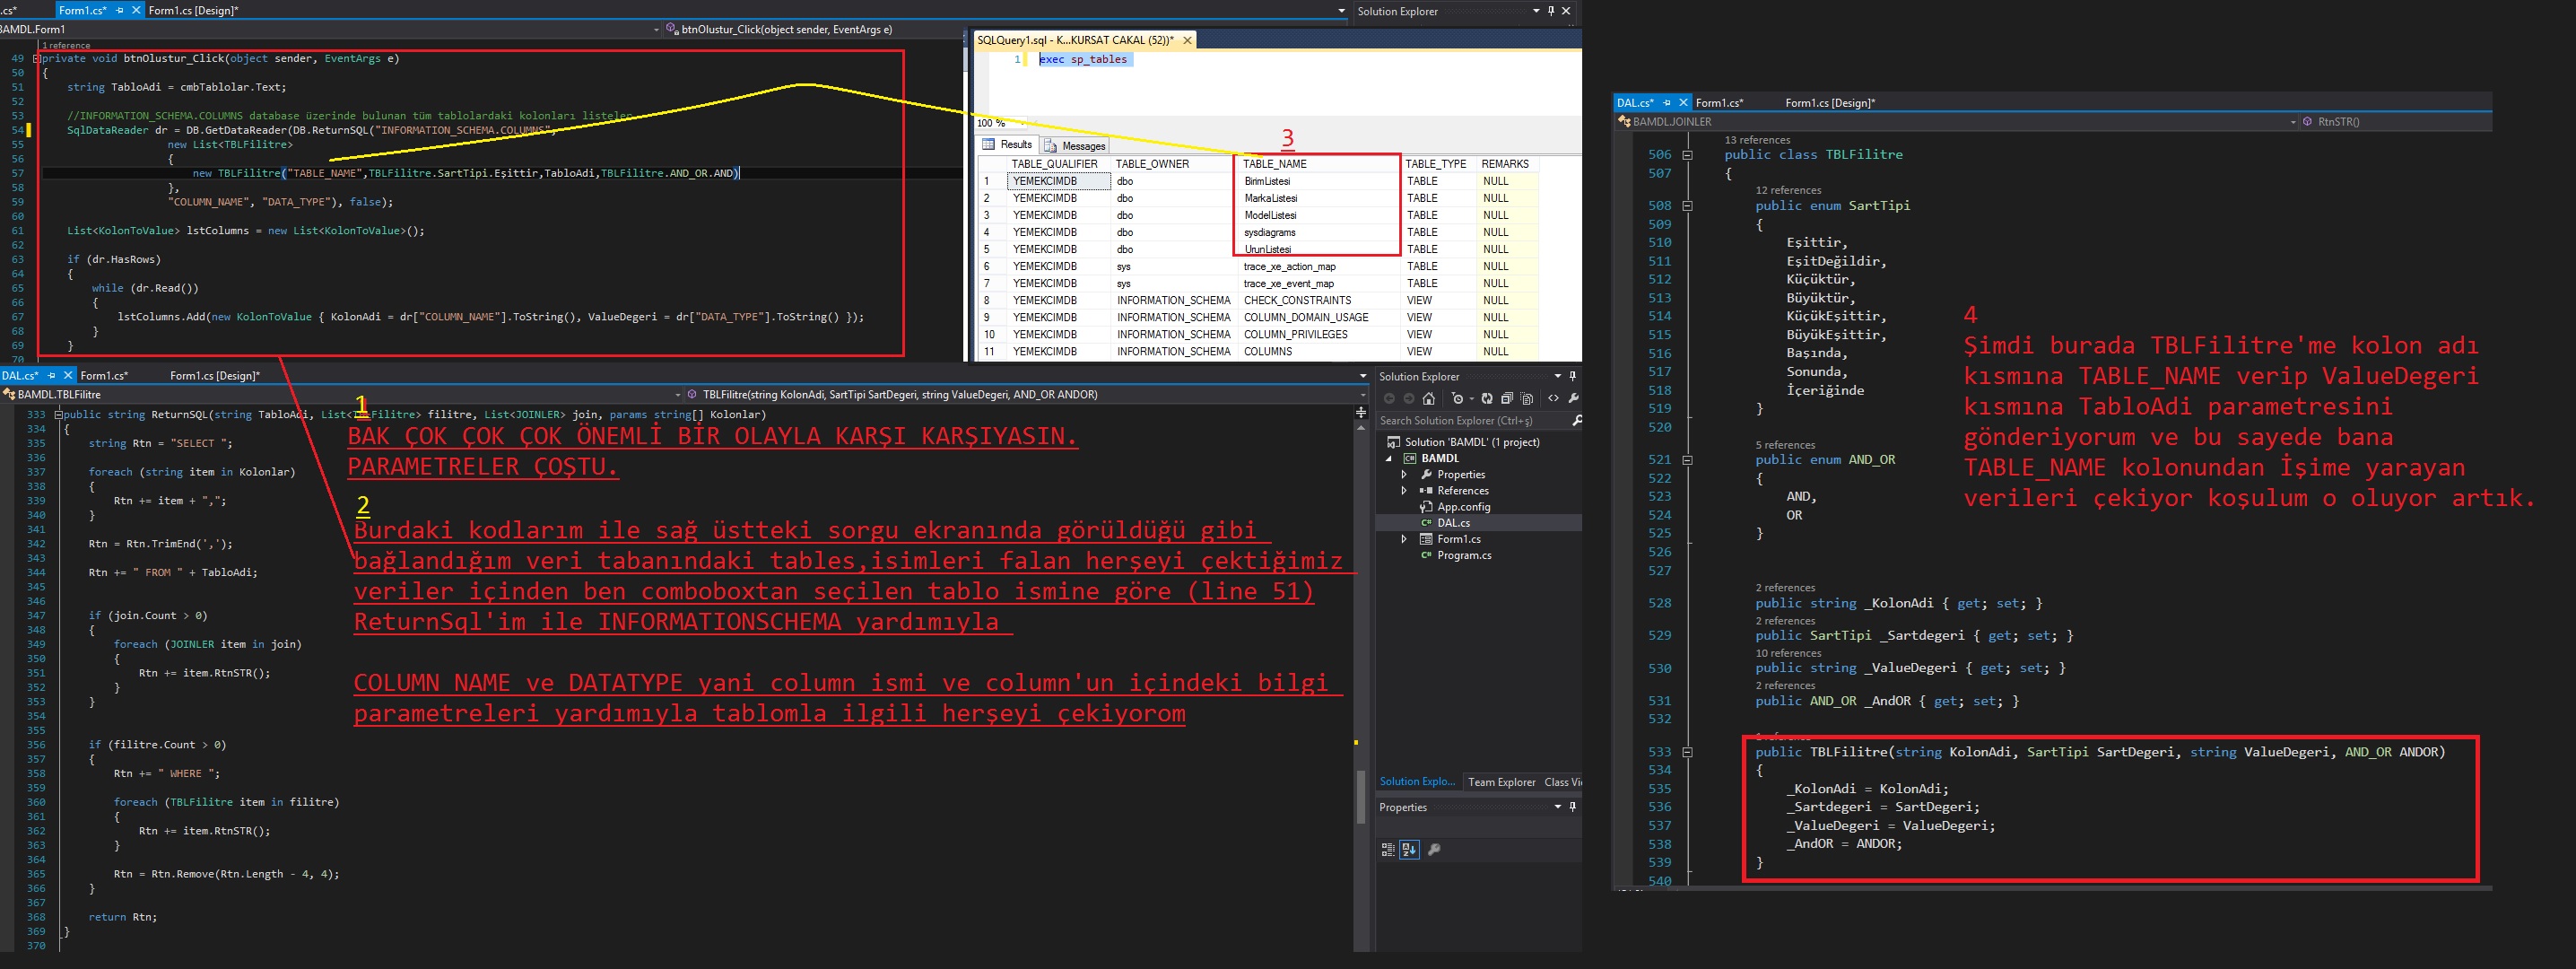 .cs*
Form1.cs*
Form1.cs [Design]*
BAMDL.Form1
btnOlustur_Click(object sender, EventArgs e)
1 reference
49 private void btnOlustur_Click(object sender, EventArgs e)
50 {
51 string TabloAdi = cmbTablolar.Text;
52
53 //INFORMATION_SCHEMA.COLUMNS database üzerinde bulunan tüm tablolardaki kolonları listeler
54 SqlDataReader dr = DB.GetDataReader(DB.ReturnSQL("INFORMATION_SCHEMA.COLUMNS",
55 new List<TBLFilitre>
56 {
57 new TBLFilitre("TABLE_NAME",TBLFilitre.SartTipi.Eşittir,TabloAdi,TBLFilitre.AND_OR.AND)
58 },
59 "COLUMN_NAME", "DATA_TYPE"), false);
60
61 List<KolonToValue> lstColumns = new List<KolonToValue>();
62
63 if (dr.HasRows)
64 {
65 while (dr.Read())
66 {
67 lstColumns.Add(new KolonToValue { KolonAdi = dr["COLUMN_NAME"].ToString(), ValueDegeri = dr["DATA_TYPE"].ToString() });
68 }
69 }
70
Solution Explorer
SQLQuery1.sql - K...KURSAT CAKAL (52))*
1 exec sp_tables
100 %
3
Results Messages
TABLE_QUALIFIER TABLE_OWNER TABLE_NAME TABLE_TYPE REMARKS
1 YEMEKCIMDB dbo BirimListesi TABLE NULL
2 YEMEKCIMDB dbo MarkaListesi TABLE NULL
3 YEMEKCIMDB dbo ModelListesi TABLE NULL
4 YEMEKCIMDB dbo sysdiagrams TABLE NULL
5 YEMEKCIMDB dbo UrunListesi TABLE NULL
6 YEMEKCIMDB sys trace_xe_action_map TABLE NULL
7 YEMEKCIMDB sys trace_xe_event_map TABLE NULL
8 YEMEKCIMDB INFORMATION_SCHEMA CHECK_CONSTRAINTS VIEW NULL
9 YEMEKCIMDB INFORMATION_SCHEMA COLUMN_DOMAIN_USAGE VIEW NULL
10 YEMEKCIMDB INFORMATION_SCHEMA COLUMN_PRIVILEGES VIEW NULL
11 YEMEKCIMDB INFORMATION_SCHEMA COLUMNS VIEW NULL
DAL.cs*
Form1.cs*
Form1.cs [Design]*
BAMDL.TBLFilitre
TBLFilitre(string KolonAdi, SartTipi SartDegeri, string ValueDegeri, AND_OR ANDOR)
333 public string ReturnSQL(string TabloAdi, List<TBLFilitre> filitre, List<JOINLER> join, params string[] Kolonlar)
334 {
335 string Rtn = "SELECT ";
336
337 foreach (string item in Kolonlar)
338 {
339 Rtn += item + ",";
340 }
341
342 Rtn = Rtn.TrimEnd(',');
343
344 Rtn += " FROM " + TabloAdi;
345
346
347 if (join.Count > 0)
348 {
349 foreach (JOINLER item in join)
350 {
351 Rtn += item.RtnSTR();
352 }
353 }
354
355
356 if (filitre.Count > 0)
357 {
358 Rtn += " WHERE ";
359
360 foreach (TBLFilitre item in filitre)
361 {
362 Rtn += item.RtnSTR();
363 }
364
365 Rtn = Rtn.Remove(Rtn.Length - 4, 4);
366 }
367
368 return Rtn;
369 }
370
1
BAK ÇOK ÇOK ÇOK ÖNEMLİ BİR OLAYLA KARŞI KARŞIYASIN.
PARAMETRELER ÇOŞTU.
2
Burdaki kodlarım ile sağ üstteki sorgu ekranında görüldüğü gibi
bağlandığım veri tabanındaki tables,isimleri falan herşeyi çektiğimiz
veriler içinden ben comboboxtan seçilen tablo ismine göre (line 51)
ReturnSql'im ile INFORMATIONSCHEMA yardımıyla
COLUMN NAME ve DATATYPE yani column ismi ve column'un içindeki bilgi
parametreleri yardımıyla tablomla ilgili herşeyi çekiyorom
Solution Explorer
Search Solution Explorer (Ctrl+ş)
Solution 'BAMDL' (1 project)
BAMDL
Properties
References
App.config
DAL.cs
Form1.cs
Program.cs
Solution Explo...
Team Explorer
Class Vi
Properties
DAL.cs*
Form1.cs*
Form1.cs [Design]*
BAMDL.JOINLER
RtnSTR()
13 references
506 public class TBLFilitre
507 {
12 references
508 public enum SartTipi
509 {
510 Eşittir,
511 EşitDeğildir,
512 Küçüktür,
513 Büyüktür,
514 KüçükEşittir,
515 BüyükEşittir,
516 Başında,
517 Sonunda,
518 İçeriğinde
519 }
520
5 references
521 public enum AND_OR
522 {
523 AND,
524 OR
525 }
526
527
2 references
528 public string _KolonAdi { get; set; }
2 references
529 public SartTipi _Sartdegeri { get; set; }
10 references
530 public string _ValueDegeri { get; set; }
2 references
531 public AND_OR _AndOR { get; set; }
532
533 public TBLFilitre(string KolonAdi, SartTipi SartDegeri, string ValueDegeri, AND_OR ANDOR)
534 {
535 _KolonAdi = KolonAdi;
536 _Sartdegeri = SartDegeri;
537 _ValueDegeri = ValueDegeri;
538 _AndOR = ANDOR;
539 }
540
4
Şimdi burada TBLFilitre'me kolon adı
kısmına TABLE_NAME verip ValueDegeri
kısmına TabloAdi parametresini
gönderiyorum ve bu sayede bana
TABLE_NAME kolonundan İşime yarayan
verileri çekiyor koşulum o oluyor artık.